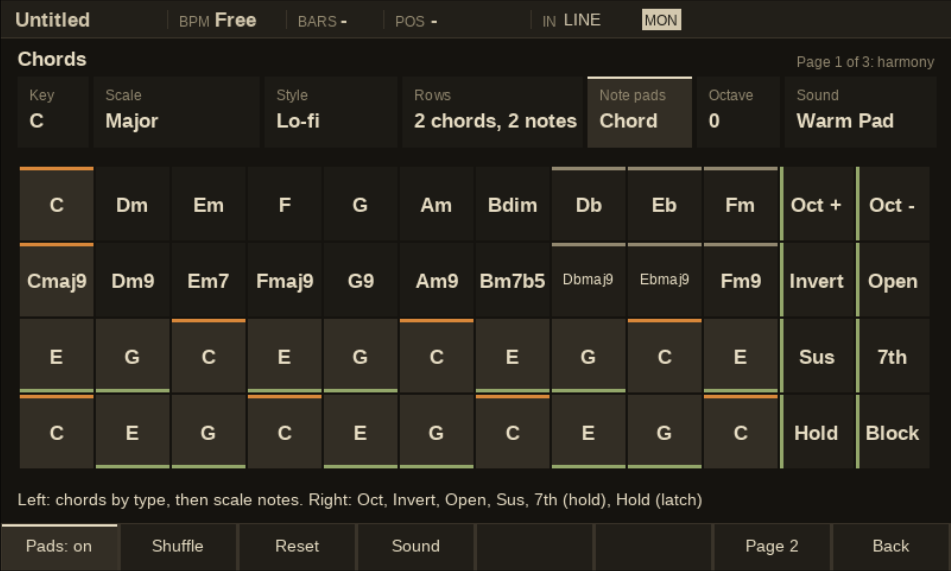 Untitled BPM Free BARS - POS - IN LINE MON
Chords Page 1 of 3: harmony
Key Scale Style Rows Note pads Octave Sound
C Major Lo-fi 2 chords, 2 notes Chord 0 Warm Pad
C Dm Em F G Am Bdim Db Eb Fm Oct + Oct -
Cmaj9 Dm9 Em7 Fmaj9 G9 Am9 Bm7b5 Dbmaj9 Ebmaj9 Fm9 Invert Open
E G C E G C E G C E Sus 7th
C E G C E G C E G C Hold Block
Left: chords by type, then scale notes. Right: Oct, Invert, Open, Sus, 7th (hold), Hold (latch)
Pads: on Shuffle Reset Sound Page 2 Back